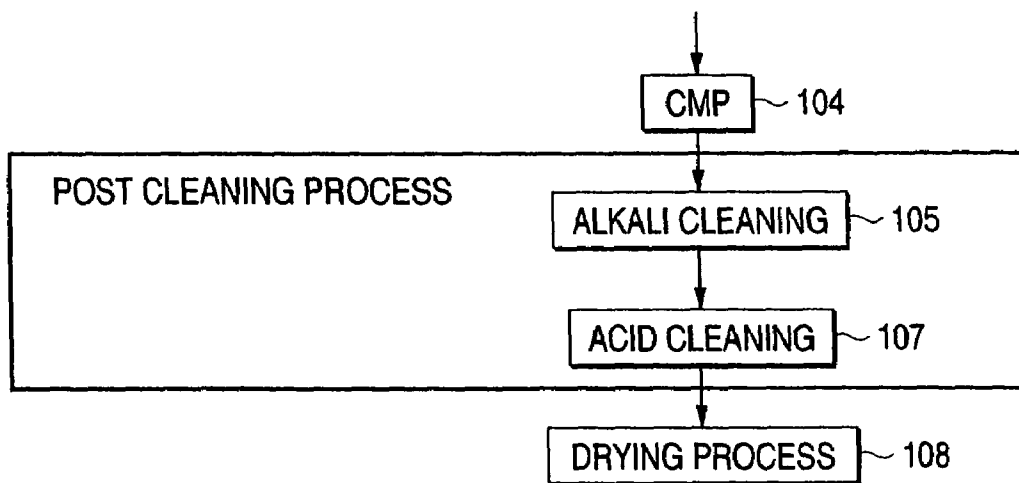 CMP 104
POST CLEANING PROCESS
ALKALI CLEANING 105
ACID CLEANING 107
DRYING PROCESS 108